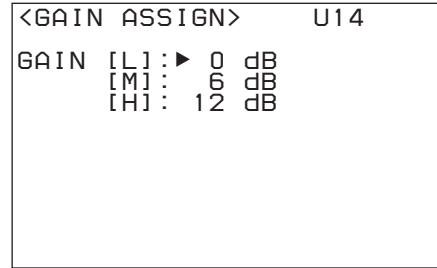 <GAIN ASSIGN> U14
GAIN [L]:▶ 0 dB
[M]: 6 dB
[H]: 12 dB